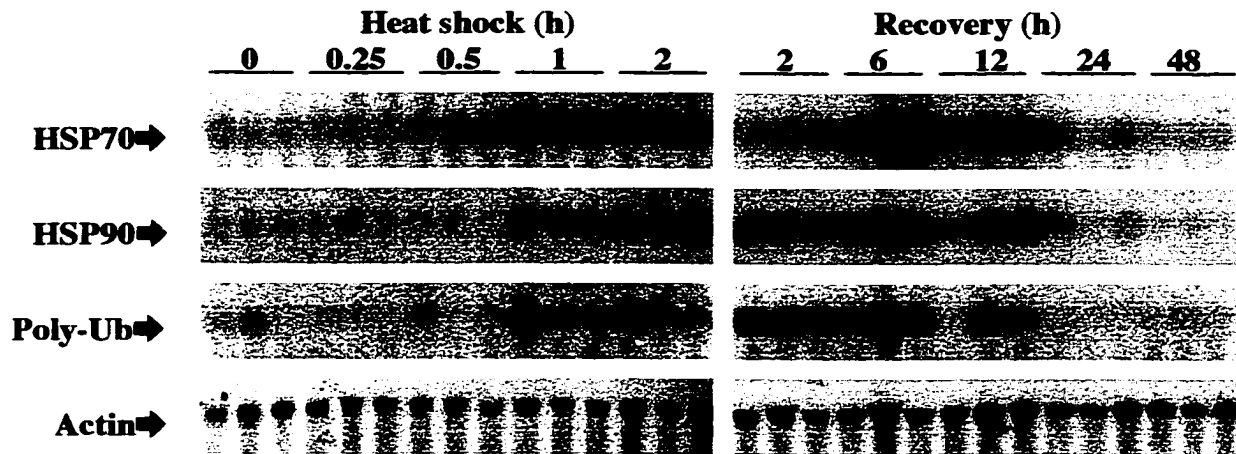 Heat shock (h) Recovery (h)
0 0.25 0.5 1 2 2 6 12 24 48
HSP70
HSP90
Poly-Ub
Actin